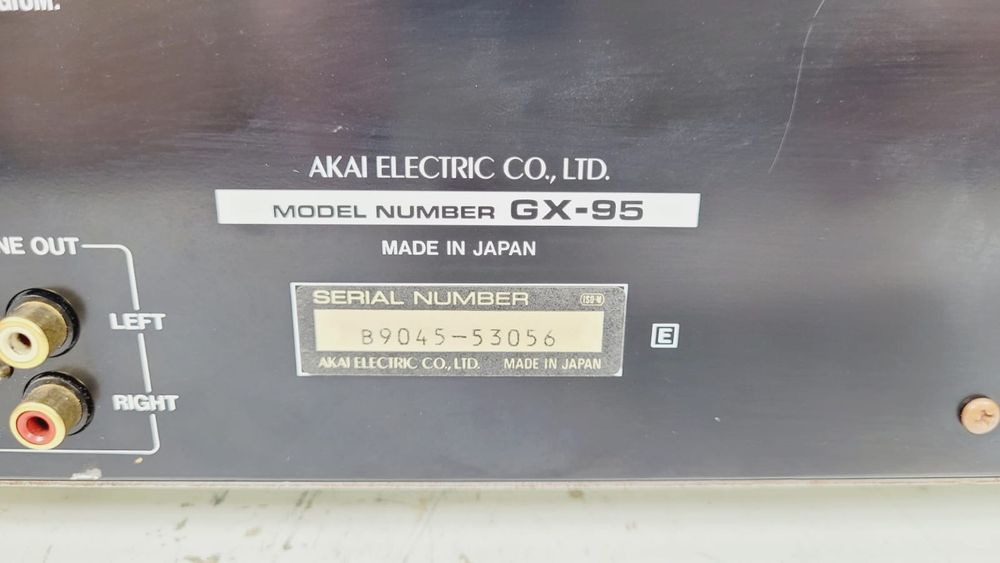 AKAI ELECTRIC CO., LTD.
MODEL NUMBER GX-95
MADE IN JAPAN
OUT
LEFT
RIGHT
SERIAL NUMBER
B9045-53056
AKAI ELECTRIC CO., LTD. MADE IN JAPAN
E